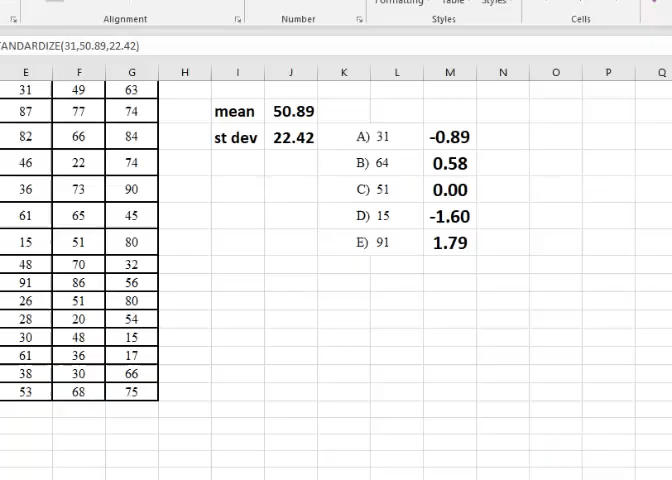 Formatting Table Styles
Alignment Number Styles Cells
TANDARDIZE(31,50.89,22.42)
E F G H I J K L M N O P Q
31 49 63
87 77 74 mean 50.89
82 66 84 st dev 22.42 A) 31 -0.89
46 22 74 B) 64 0.58
36 73 90 C) 51 0.00
61 65 45 D) 15 -1.60
15 51 80 E) 91 1.79
48 70 32
91 86 56
26 51 80
28 20 54
30 48 15
61 36 17
38 30 66
53 68 75